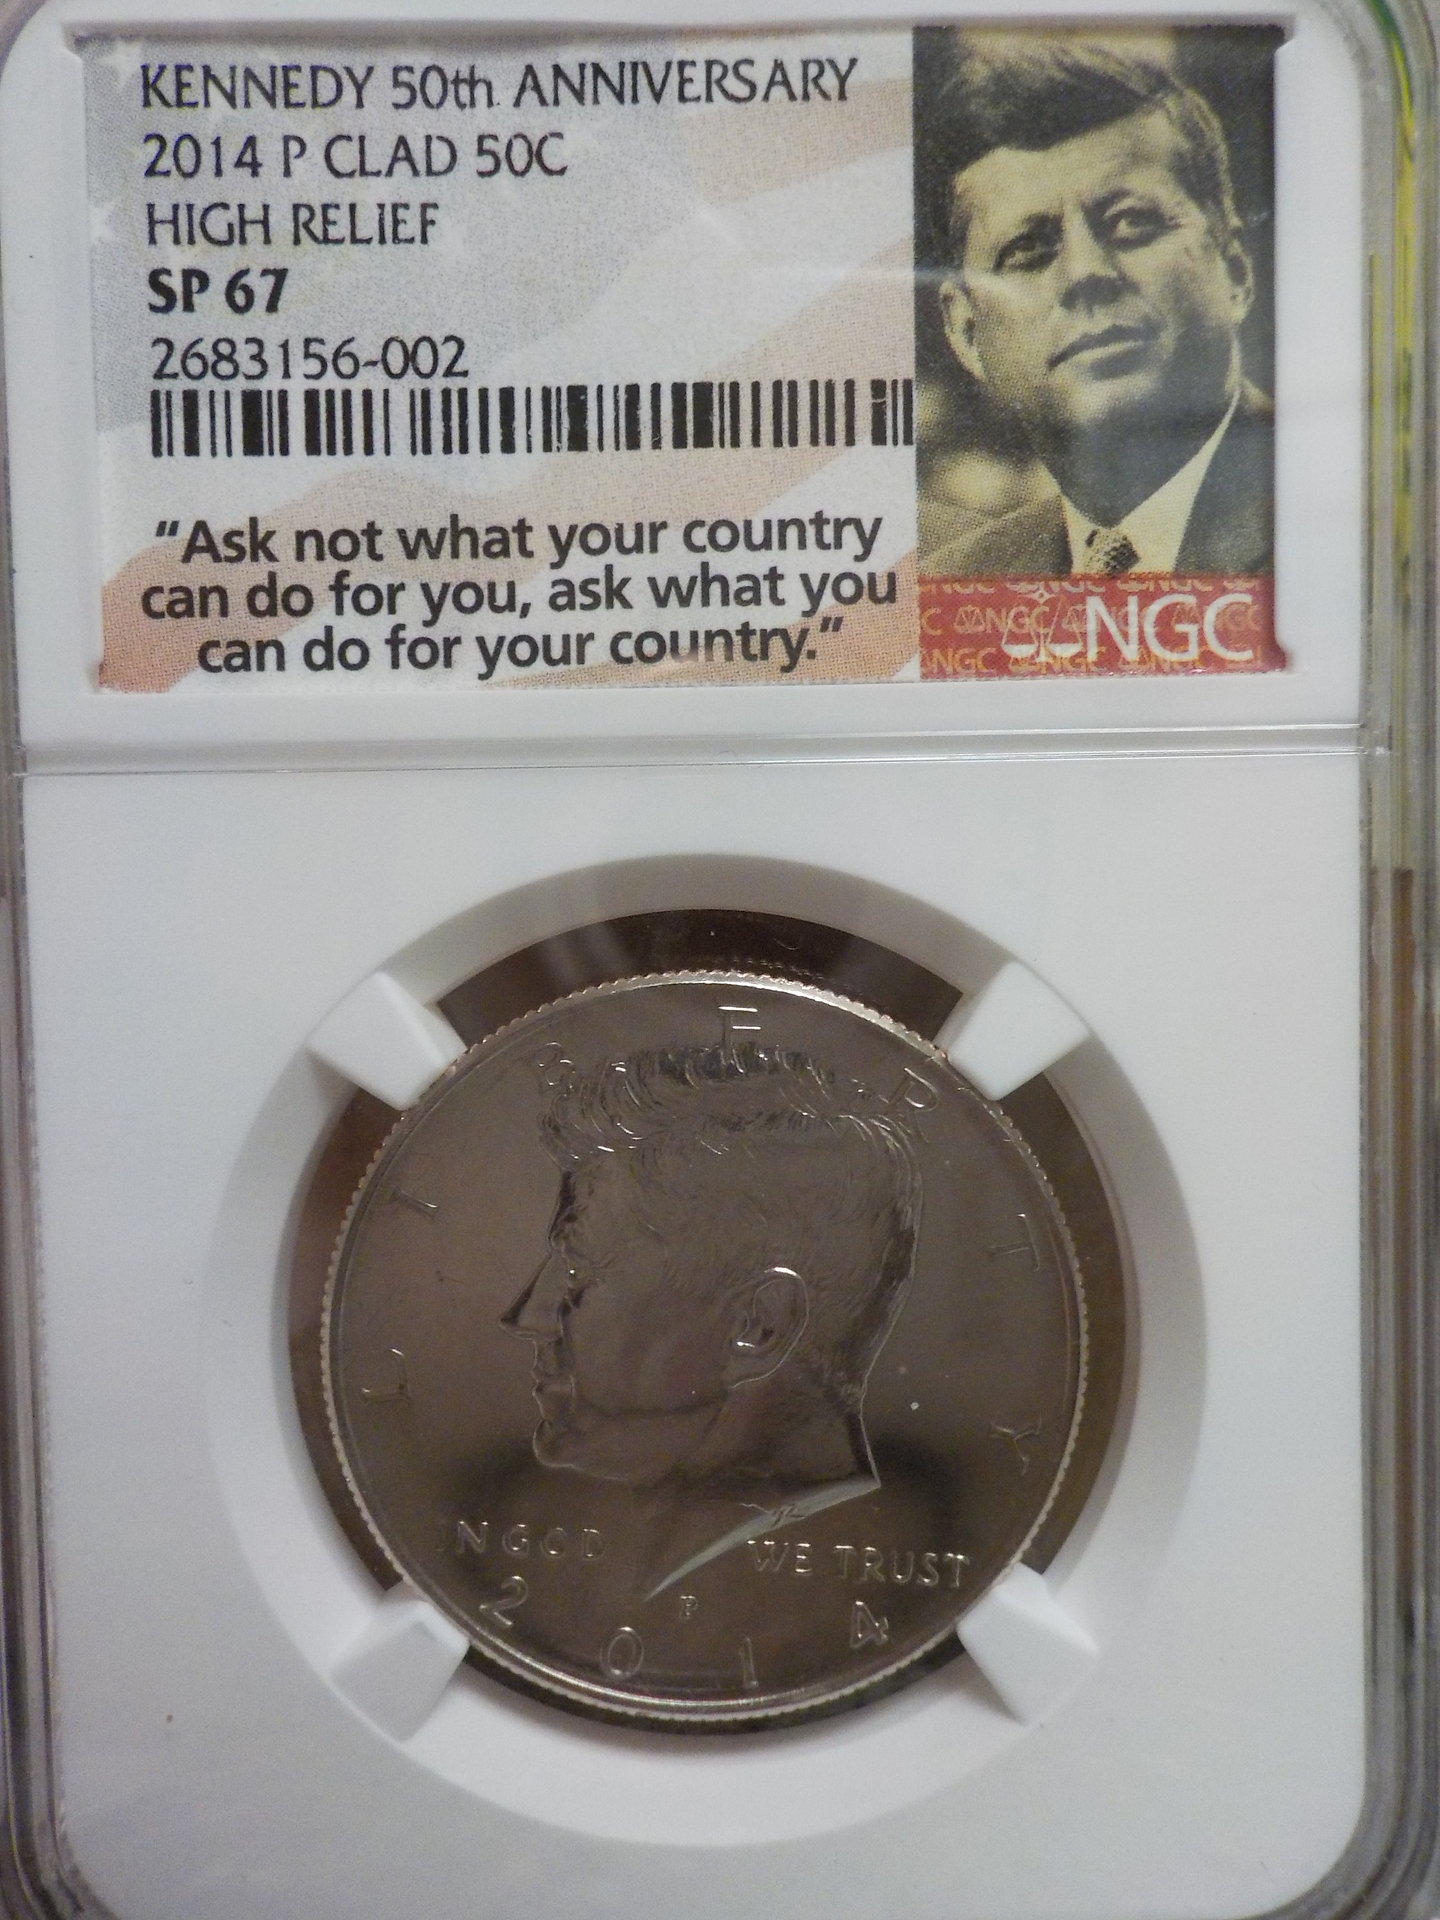 KENNEDY 50th ANNIVERSARY
2014 P CLAD 50C
HIGH RELIEF
SP 67
2683156-002
“Ask not what your country
can do for you, ask what you
can do for your country.”
NGC
LIBERTY
IN GOD WE TRUST
P
2014